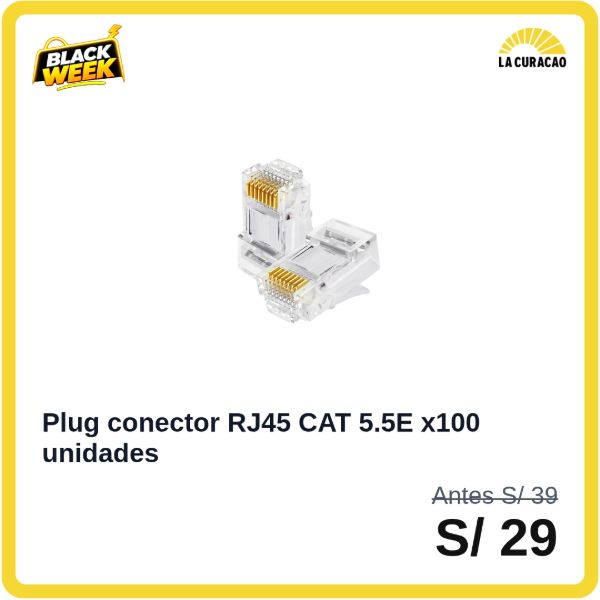 BLACK
WEEK
LA CURACAO
Plug conector RJ45 CAT 5.5E x100
unidades
Antes S/ 39
S/ 29